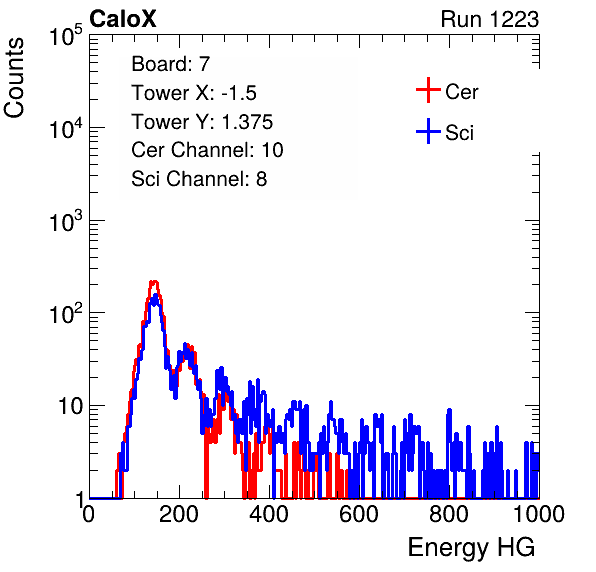 CaloX Run 1223
Counts
Board: 7
Tower X: -1.5
Tower Y: 1.375
Cer Channel: 10
Sci Channel: 8
Cer
Sci
10^5
10^4
10^3
10^2
10
1
0 200 400 600 800 1000
Energy HG